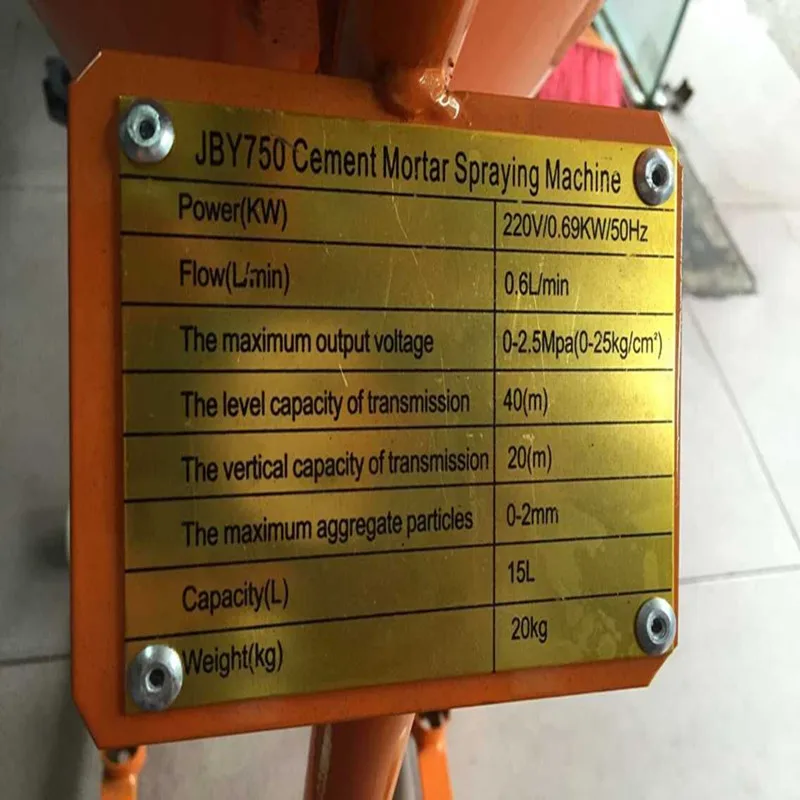 JBY750 Cement Mortar Spraying Machine
Power(KW) 220V/0.69KW/50Hz
Flow(L/min) 0.6L/min
The maximum output voltage 0-2.5Mpa(0-25kg/cm²)
The level capacity of transmission 40(m)
The vertical capacity of transmission 20(m)
The maximum aggregate particles 0-2mm
Capacity(L) 15L
Weight(kg) 20kg